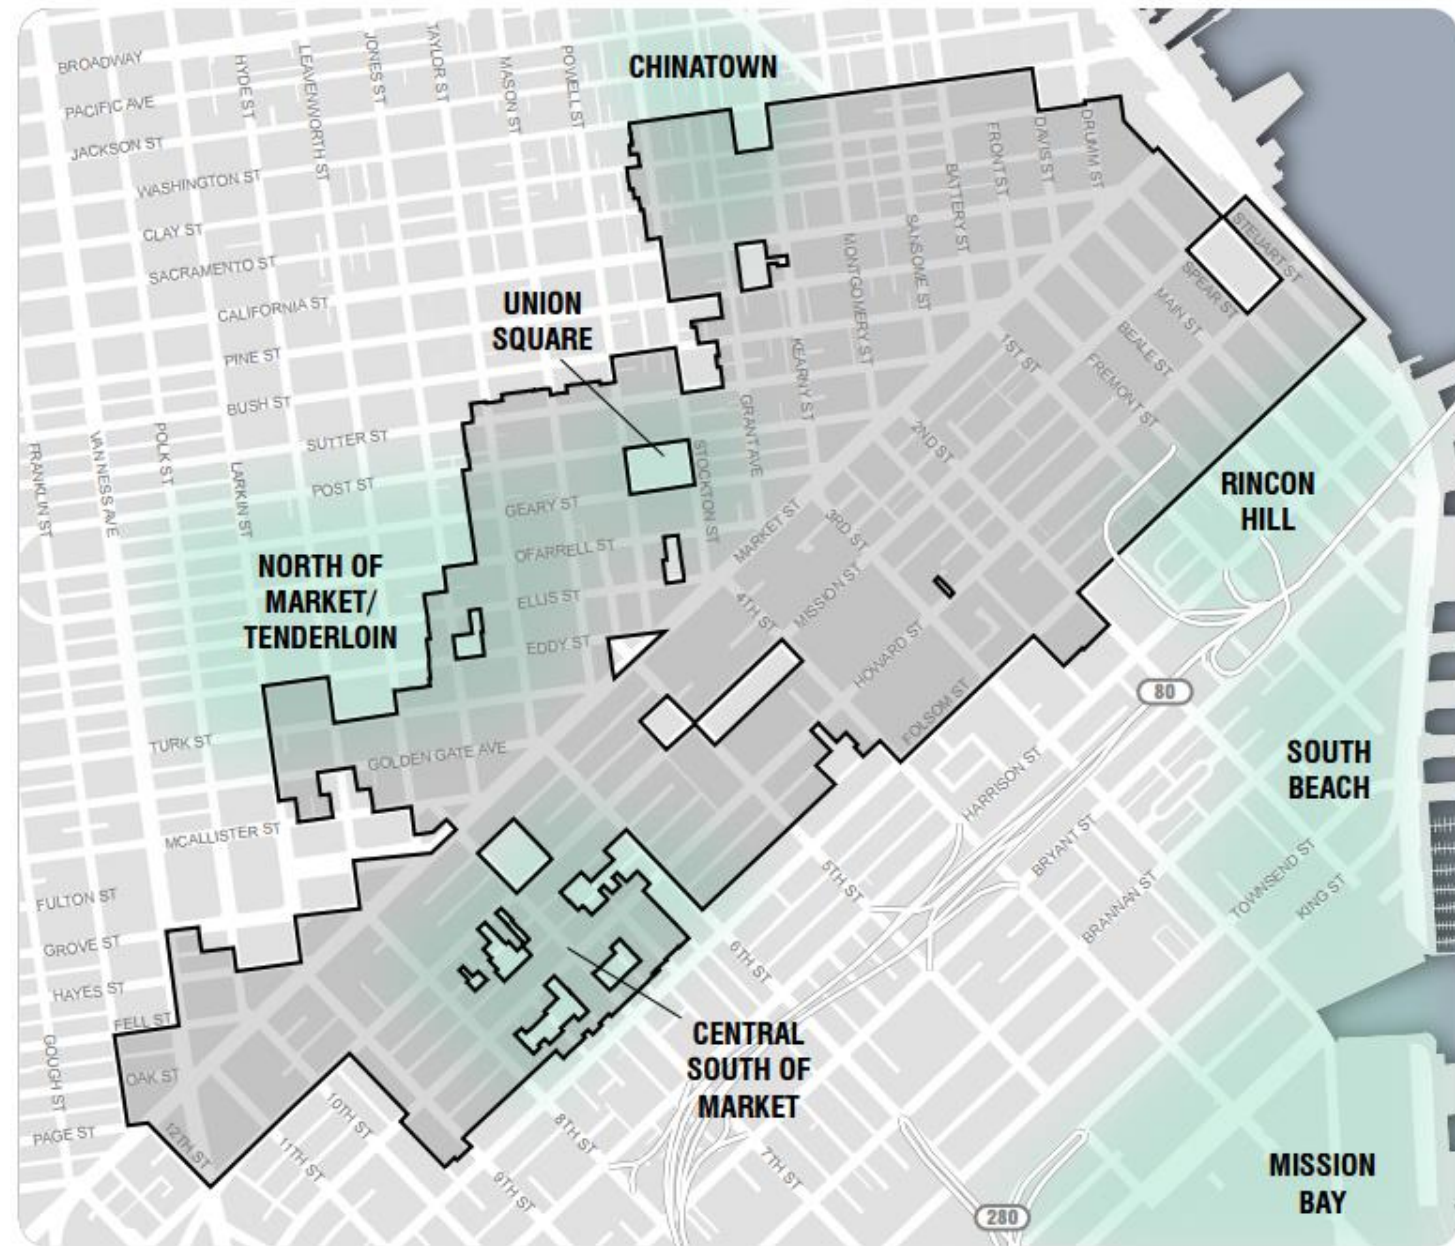 CHINATOWN
BROADWAY
PACIFIC AVE
JACKSON ST
WASHINGTON ST
CLAY ST
SACRAMENTO ST
CALIFORNIA ST
PINE ST
BUSH ST
SUTTER ST
POST ST
GEARY ST
OFARRELL ST
ELLIS ST
EDDY ST
TURK ST
GOLDEN GATE AVE
MCALLISTER ST
FULTON ST
GROVE ST
HAYES ST
FELL ST
OAK ST
PAGE ST
GOUGH ST
FRANKLIN ST
VAN NESS AVE
POLK ST
LARKIN ST
HYDE ST
LEAVENWORTH ST
JONES ST
TAYLOR ST
MASON ST
POWELL ST
STOCKTON ST
GRANT AVE
KEARNY ST
MONTGOMERY ST
SANSOME ST
BATTERY ST
FRONT ST
DAVIS ST
DRUMM ST
STEUART ST
SPEAR ST
MAIN ST
BEALE ST
FREMONT ST
1ST ST
2ND ST
3RD ST
4TH ST
5TH ST
6TH ST
7TH ST
8TH ST
9TH ST
10TH ST
11TH ST
12TH ST
MARKET ST
MISSION ST
HOWARD ST
FOLSOM ST
HARRISON ST
BRYANT ST
BRANNAN ST
TOWNSEND ST
KING ST
UNION
SQUARE
NORTH OF
MARKET/
TENDERLOIN
RINCON
HILL
80
SOUTH
BEACH
CENTRAL
SOUTH OF
MARKET
MISSION
BAY
280